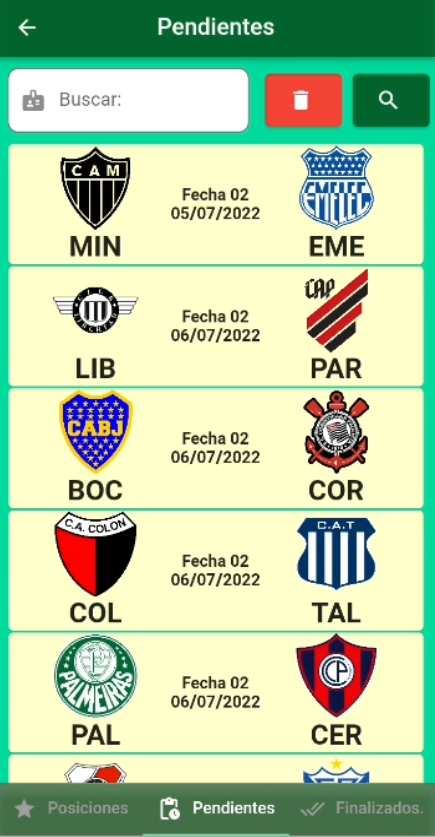 Pendientes
Buscar:
CAM
Fecha 02
05/07/2022
EMELEC
MIN
EME
CAP
Fecha 02
06/07/2022
LIB
PAR
CABJ
Fecha 02
06/07/2022
BOC
COR
C.A. COLON
C.A.T
Fecha 02
06/07/2022
COL
TAL
PALMEIRAS
Fecha 02
06/07/2022
PAL
CER
Posiciones
Pendientes
Finalizados.